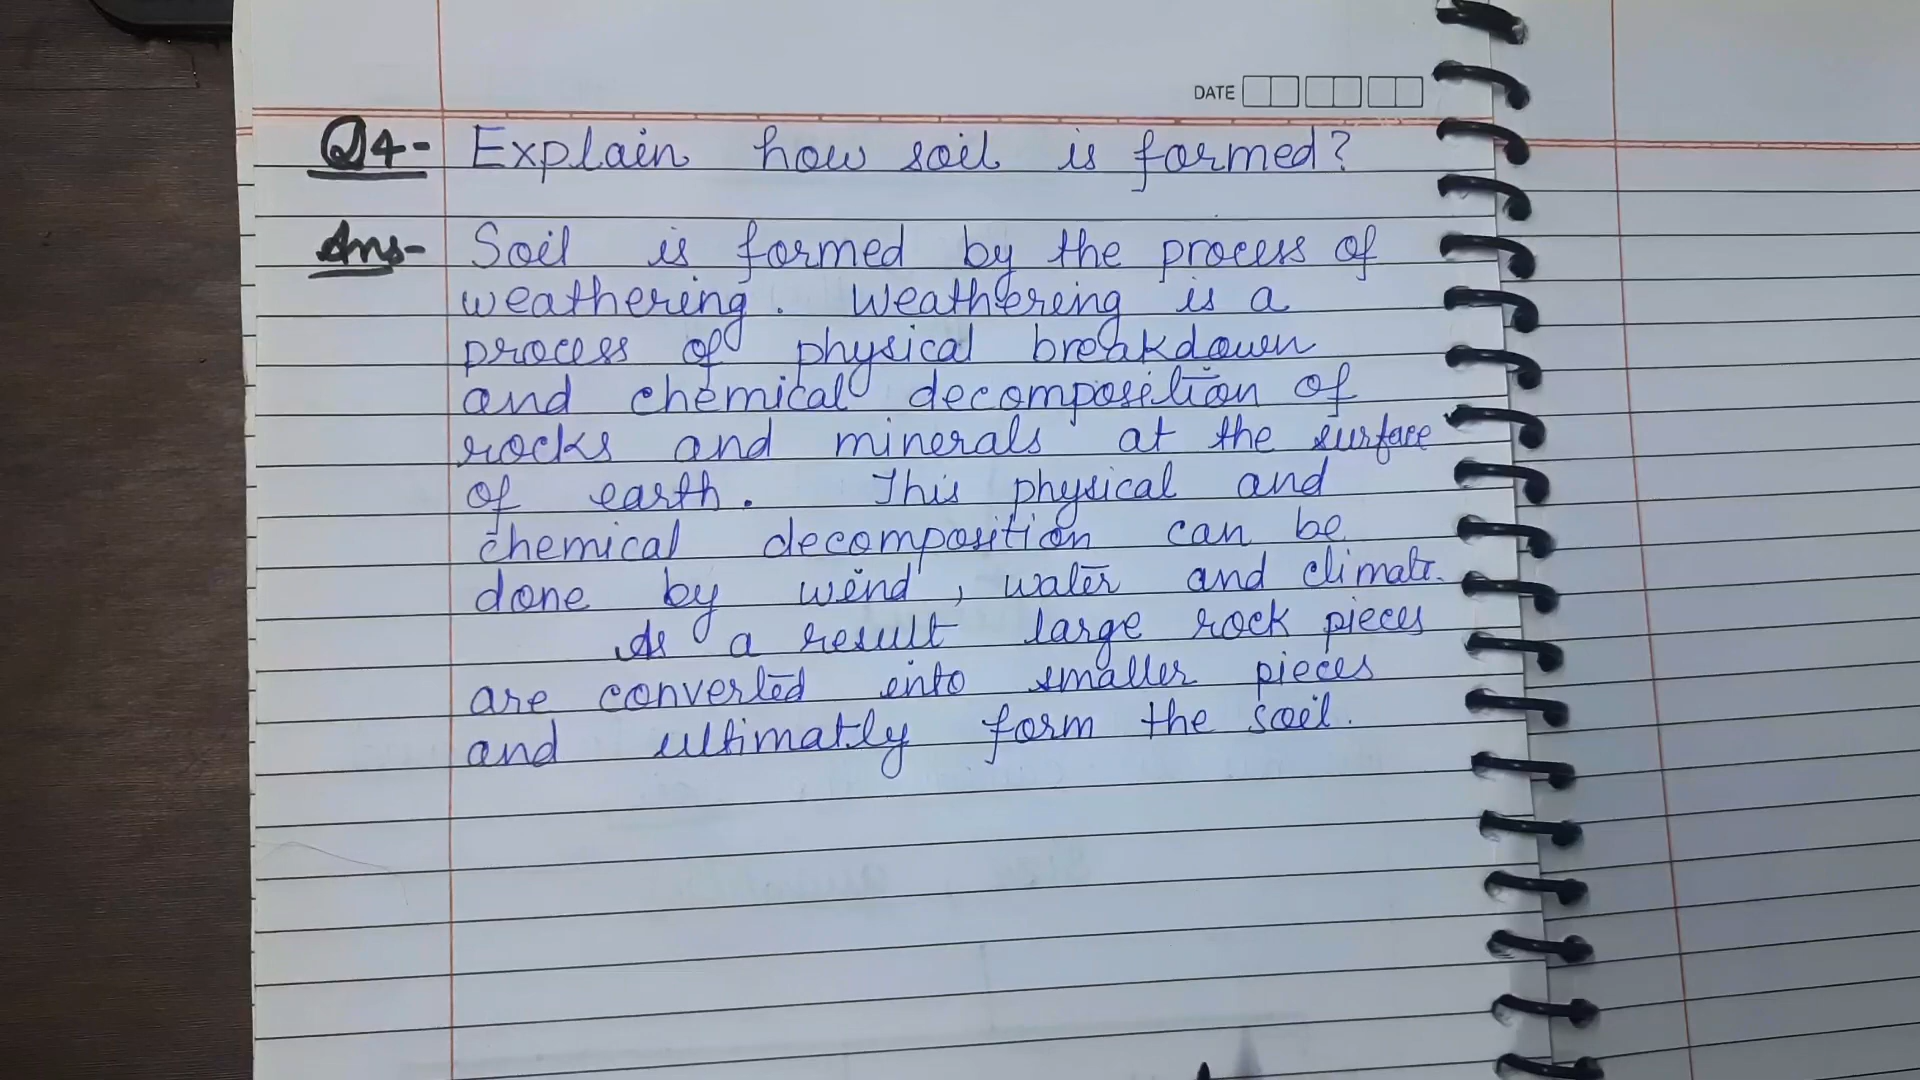 DATE
Q4- Explain how soil is formed?
Ans- Soil is formed by the process of
weathering. Weathering is a
process of physical breakdown
and chemical decomposition of
rocks and minerals at the surface
of earth. This physical and
chemical decomposition can be
done by wind, water and climate.
As a result large rock pieces
are converted into smaller pieces
and ultimatly form the soil.